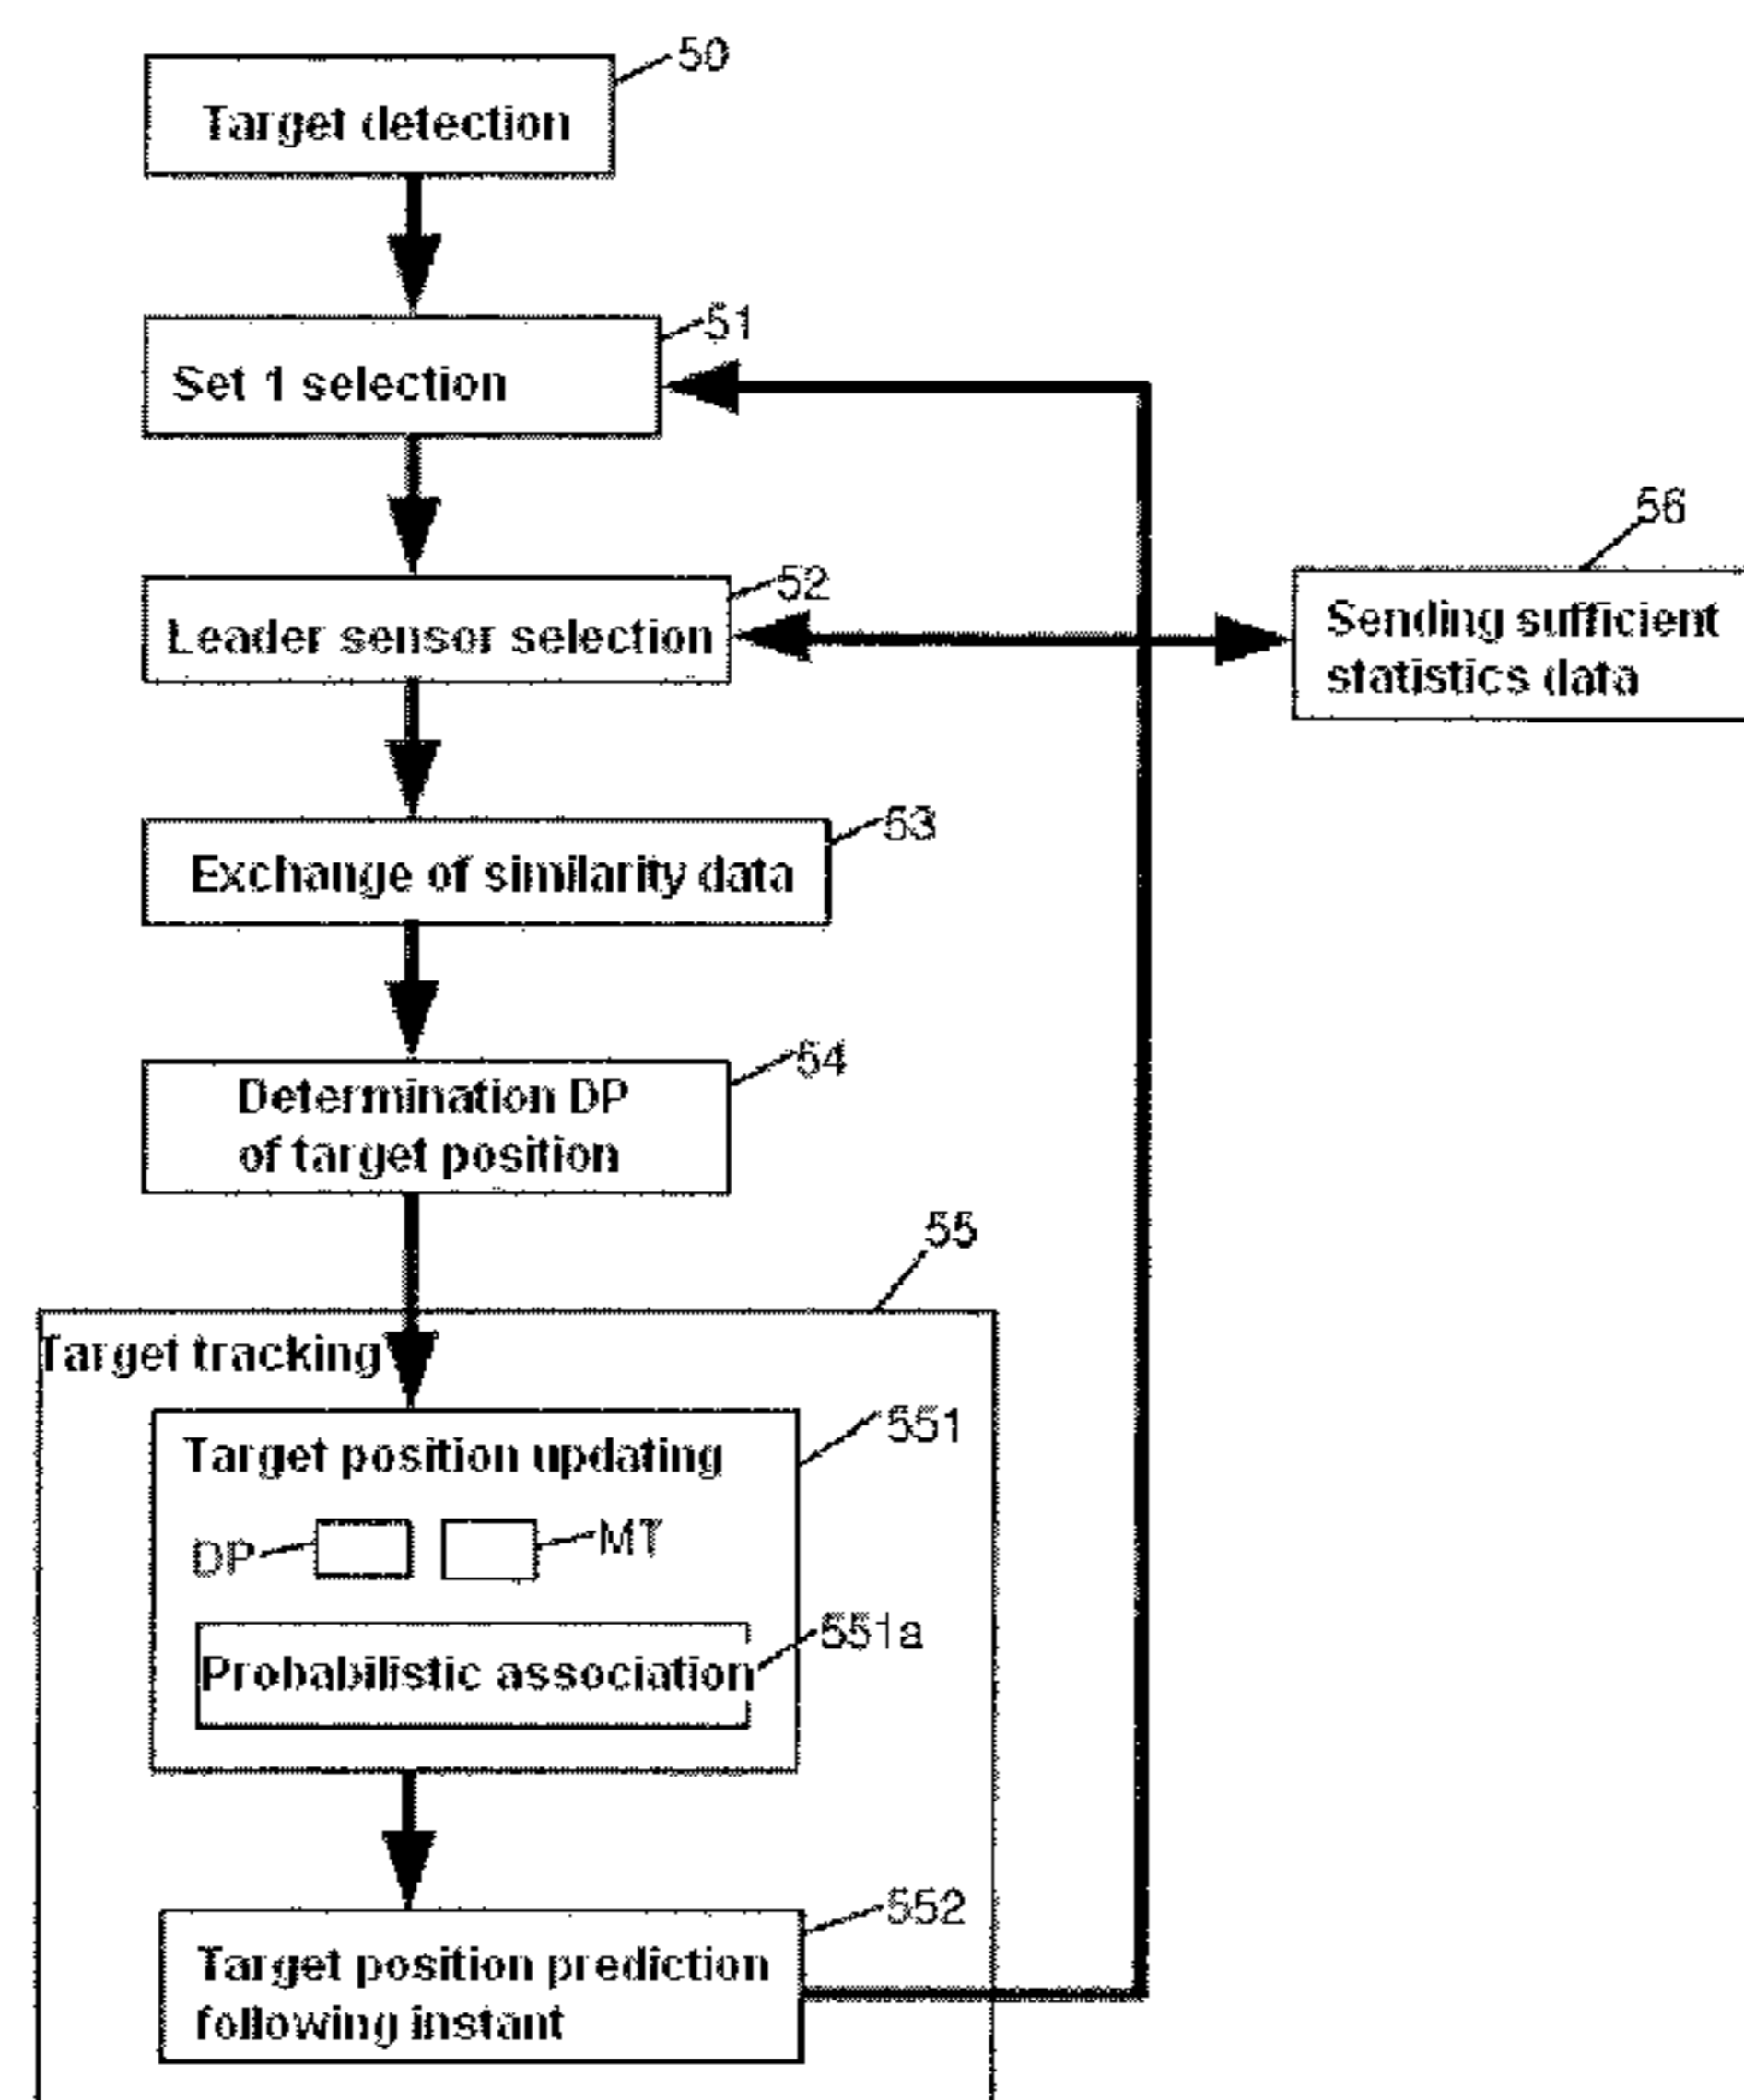 50
Target detection
51
Set 1 selection
52
Leader sensor selection
56
Sending sufficient
statistics data
53
Exchange of similarity data
54
Determination DP
of target position
55
Target tracking
551
Target position updating
DP
MT
551a
Probabilistic association
552
Target position prediction
following instant